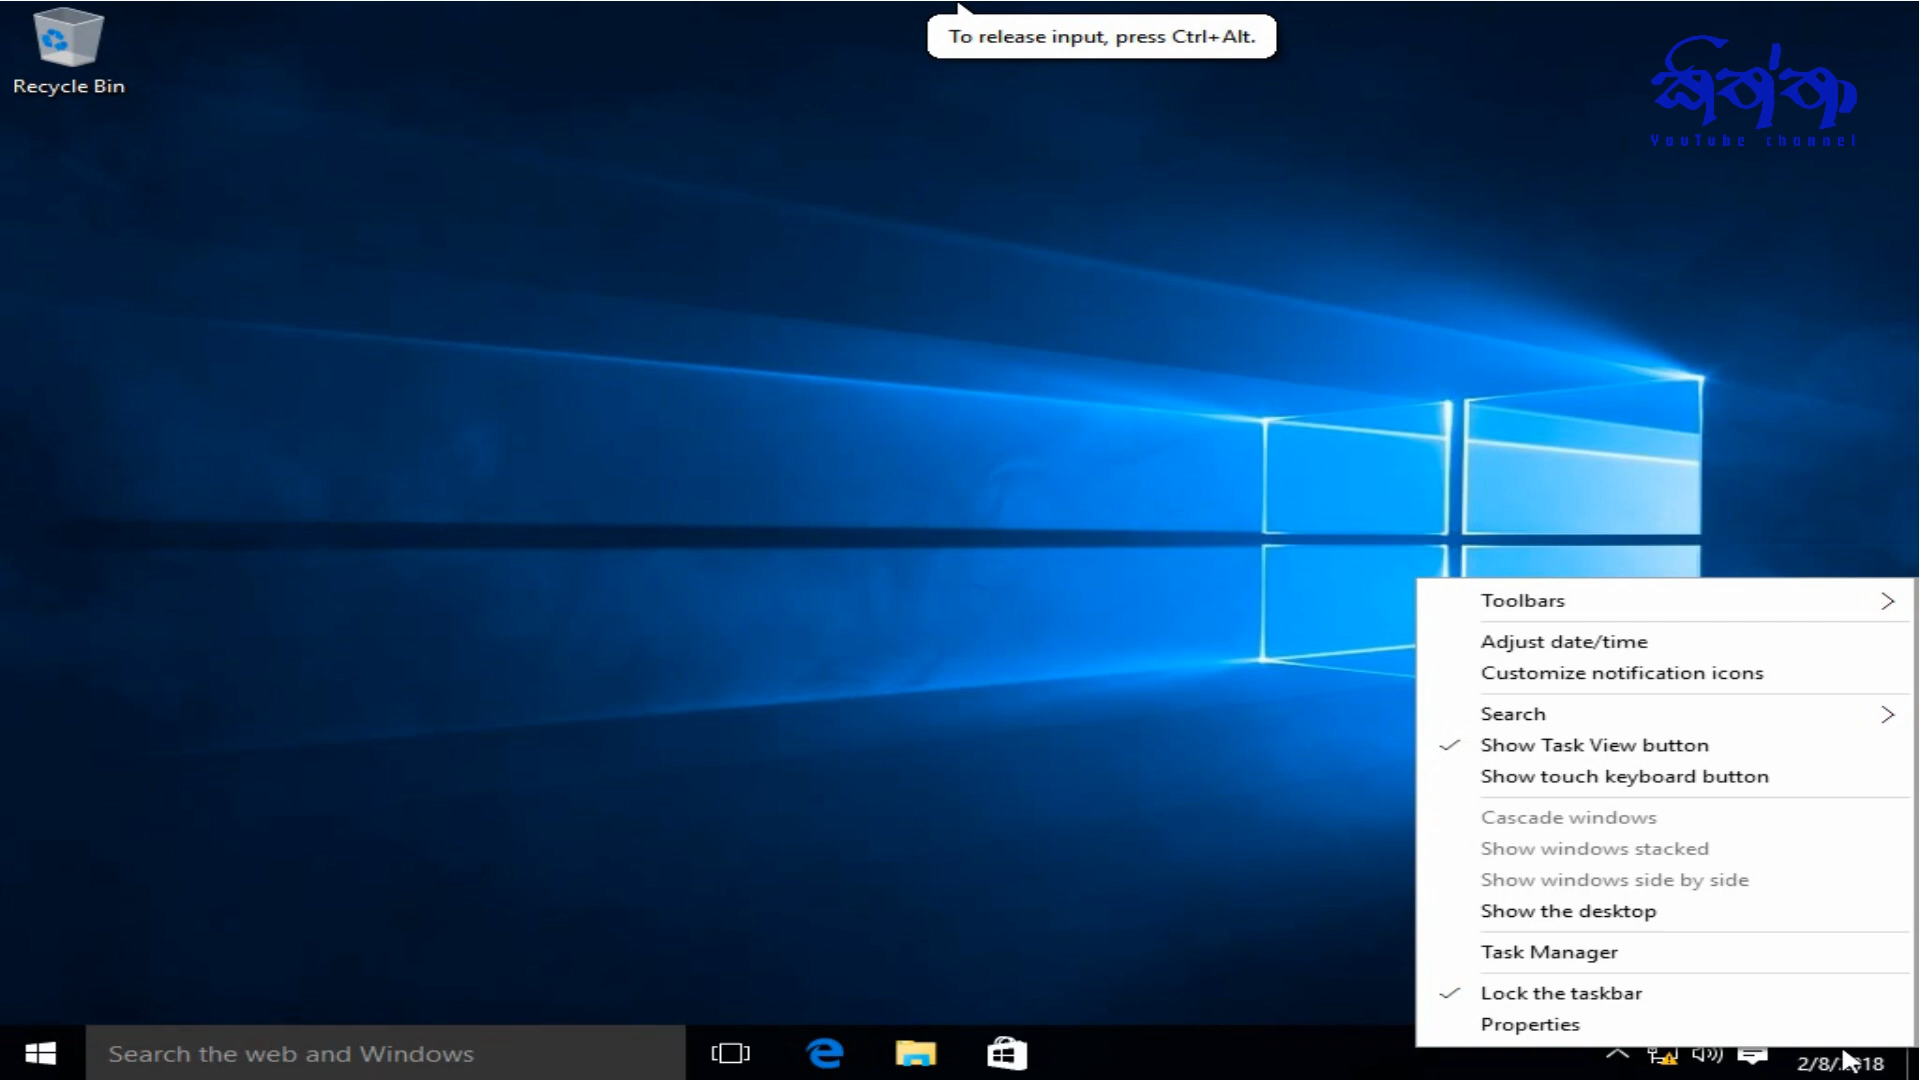 To release input, press Ctrl+Alt.
Recycle Bin
YouTube channel
Toolbars
Adjust date/time
Customize notification icons
Search
Show Task View button
Show touch keyboard button
Cascade windows
Show windows stacked
Show windows side by side
Show the desktop
Task Manager
Lock the taskbar
Properties
Search the web and Windows